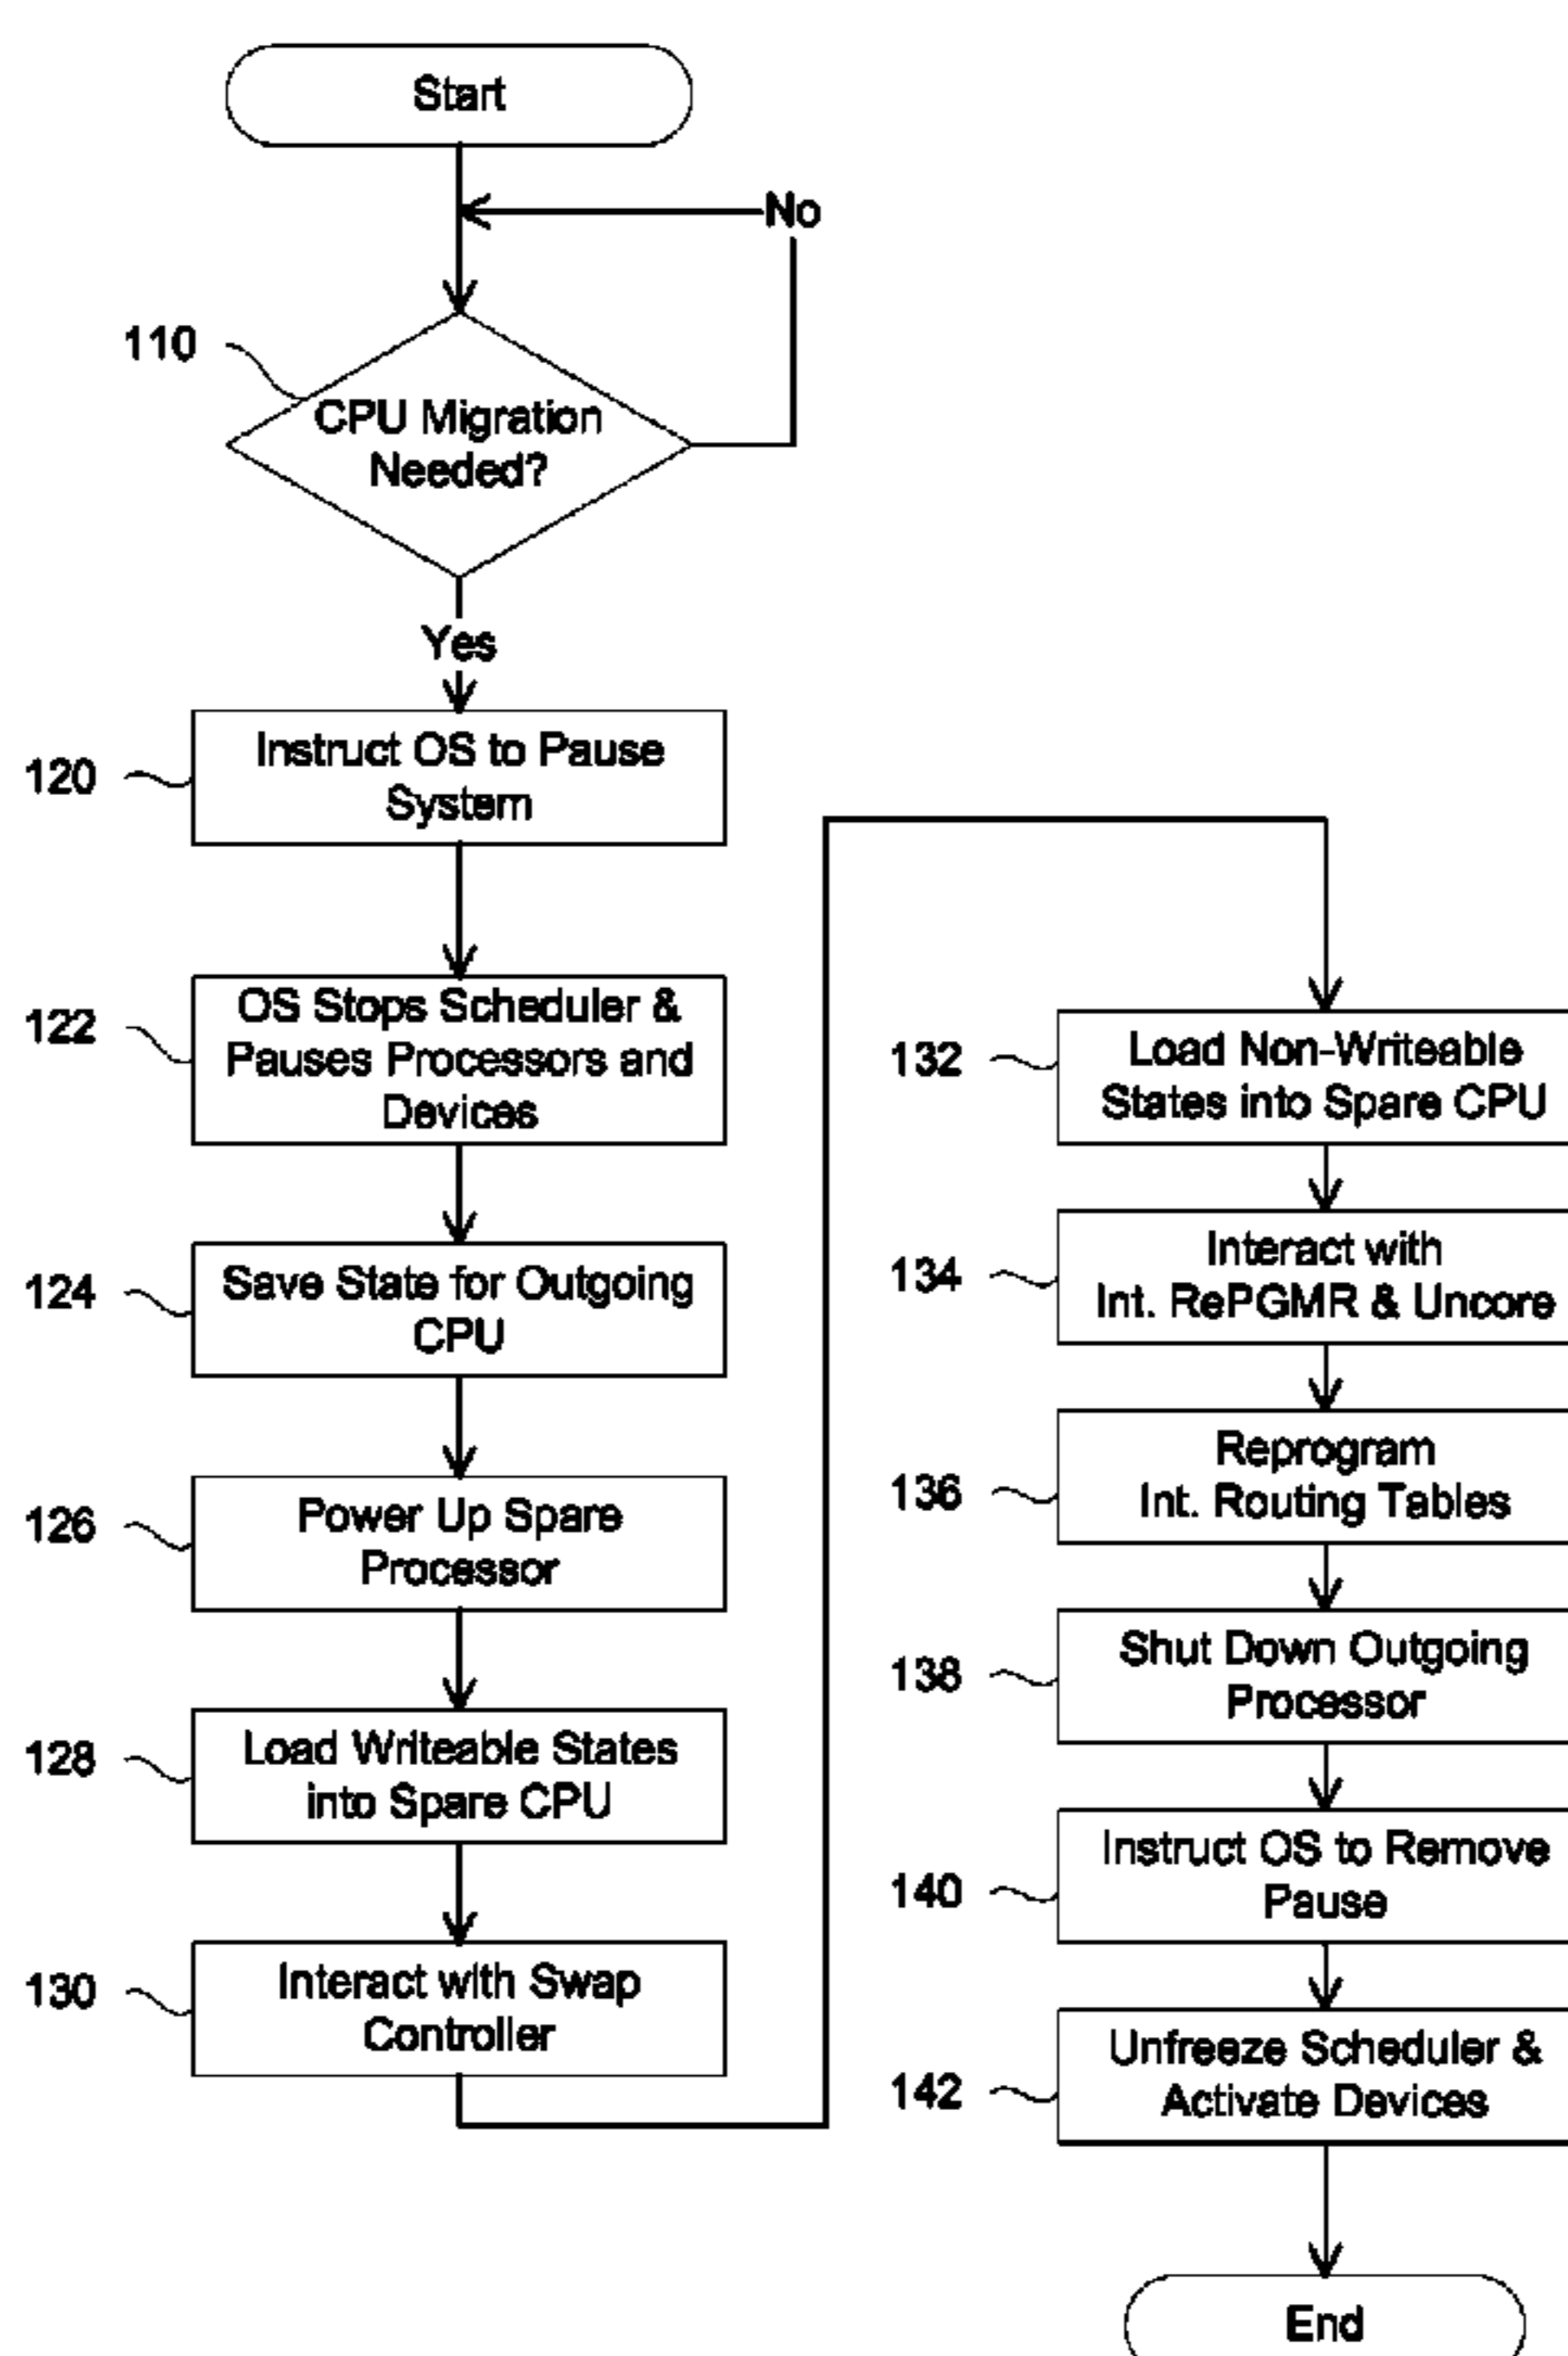 Start
No
110
CPU Migration
Needed?
Yes
120
Instruct OS to Pause
System
122
OS Stops Scheduler &
Pauses Processors and
Devices
124
Save State for Outgoing
CPU
126
Power Up Spare
Processor
128
Load Writeable States
into Spare CPU
130
Interact with Swap
Controller
132
Load Non-Writeable
States into Spare CPU
134
Interact with
Int. RePGMR & Uncore
136
Reprogram
Int. Routing Tables
138
Shut Down Outgoing
Processor
140
Instruct OS to Remove
Pause
142
Unfreeze Scheduler &
Activate Devices
End